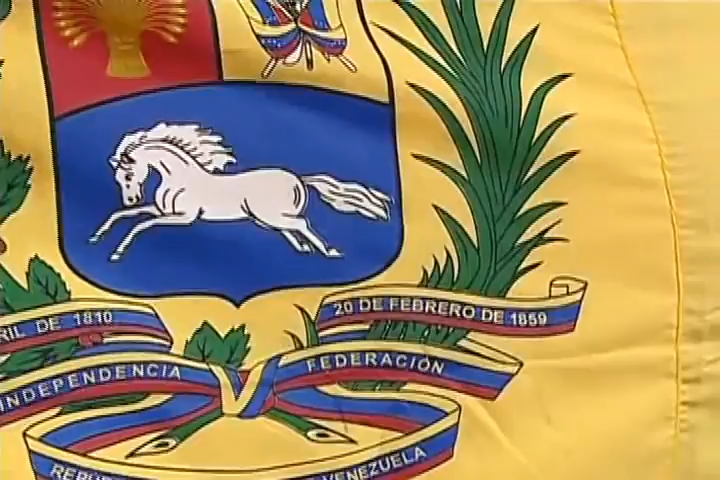 RIL DE 1810
20 DE FEBRERO DE 1859
INDEPENDENCIA
FEDERACIÓN
VENEZUELA